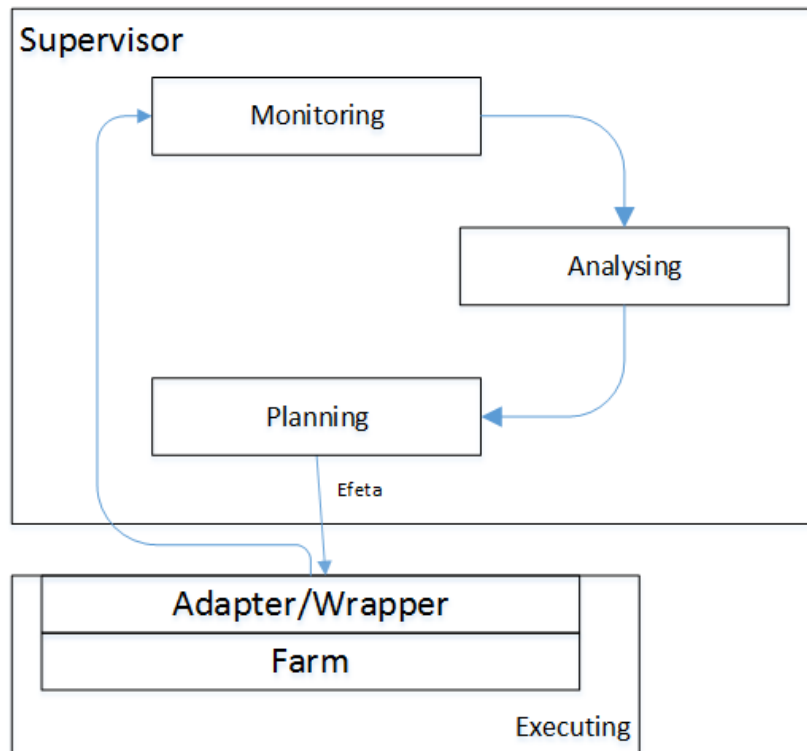 Supervisor
Monitoring
Analysing
Planning
Efeta
Adapter/Wrapper
Farm
Executing